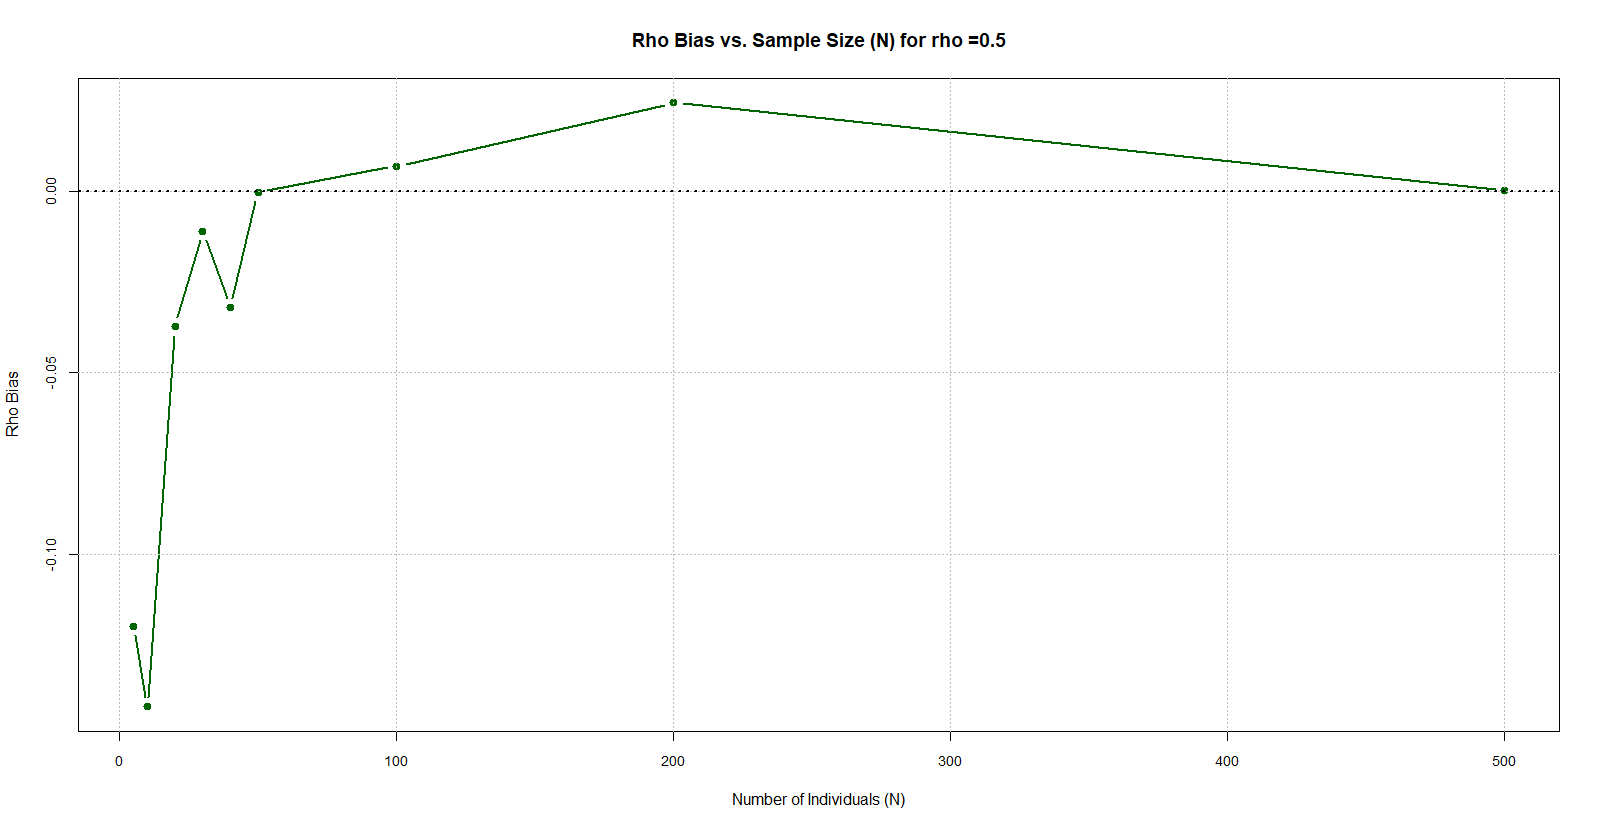 Rho Bias vs. Sample Size (N) for rho =0.5
Rho Bias
0.00
-0.05
-0.10
0 100 200 300 400 500
Number of Individuals (N)